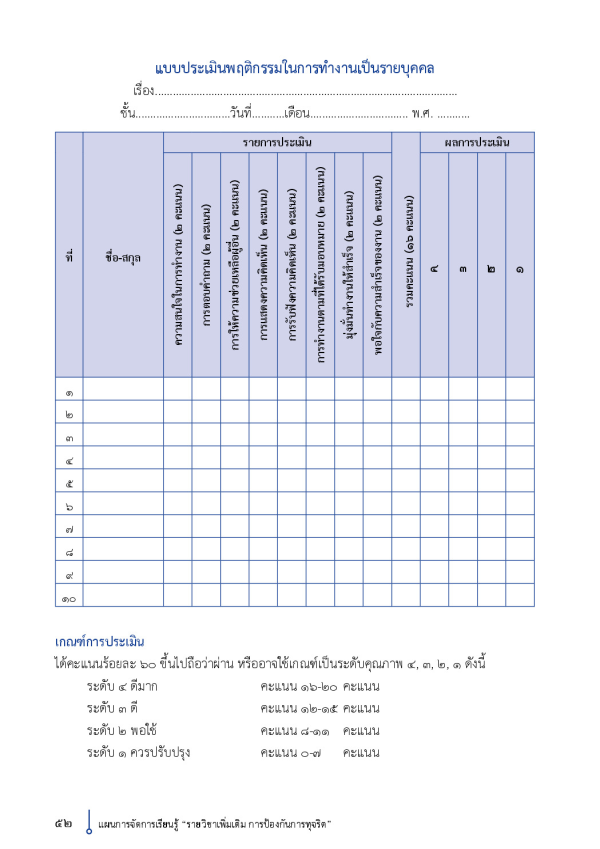 แบบประเมินพฤติกรรมในการทำงานเป็นรายบุคคล
เรื่อง.......................................................................................................
ชั้น................................วันที่...........เดือน................................. พ.ศ. ...........
ที่
ชื่อ-สกุล
รายการประเมิน
ความสนใจในการทำงาน (๒ คะแนน)
การตอบคำถาม (๒ คะแนน)
การให้ความช่วยเหลือผู้อื่น (๒ คะแนน)
การแสดงความคิดเห็น (๒ คะแนน)
การรับฟังความคิดเห็น (๒ คะแนน)
การทำงานตามที่ได้รับมอบหมาย (๒ คะแนน)
มุ่งมั่นทำงานให้สำเร็จ (๒ คะแนน)
พอใจกับความสำเร็จของงาน (๒ คะแนน)
รวมคะแนน (๑๖ คะแนน)
ผลการประเมิน
๔
๓
๒
๑
๑
๒
๓
๔
๕
๖
๗
๘
๙
๑๐
เกณฑ์การประเมิน
ได้คะแนนร้อยละ ๖๐ ขึ้นไปถือว่าผ่าน หรืออาจใช้เกณฑ์เป็นระดับคุณภาพ ๔, ๓, ๒, ๑ ดังนี้
ระดับ ๔ ดีมาก คะแนน ๑๖-๒๐ คะแนน
ระดับ ๓ ดี คะแนน ๑๒-๑๕ คะแนน
ระดับ ๒ พอใช้ คะแนน ๘-๑๑ คะแนน
ระดับ ๑ ควรปรับปรุง คะแนน ๐-๗ คะแนน
๕๒ แผนการจัดการเรียนรู้ “รายวิชาเพิ่มเติม การป้องกันการทุจริต”